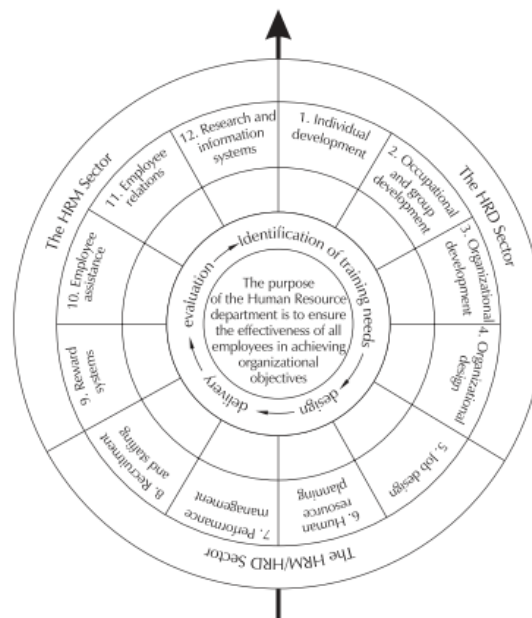 The HRM Sector
The HRD Sector
1. Individual
development
2. Occupational
and group
development
3. Organizational
development
4. Organizational
design
5. Job design
6. Human
resource
planning
7. Performance
management
8. Recruitment
and staffing
9. Reward
systems
10. Employee
assistance
11. Employee
relations
12. Research and
information
systems
The HRM/HRD Sector
Identification of training needs
design
delivery
evaluation
The purpose
of the Human Resource
department is to ensure
the effectiveness of all
employees in achieving
organizational
objectives